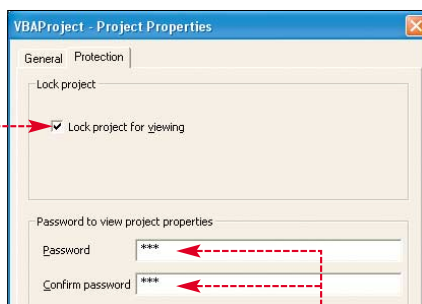 VBAProject - Project Properties
General Protection
Lock project
Lock project for viewing
Password to view project properties
Password ***
Confirm password ***